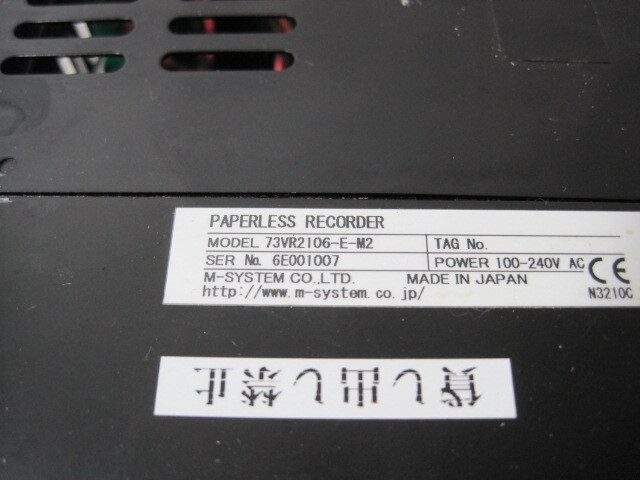 PAPERLESS RECORDER
MODEL 73VR2106-E-M2
TAG No.
SER No. 6E001007
POWER 100-240V AC
M-SYSTEM CO.,LTD. MADE IN JAPAN
CE
http://www.m-system.co.jp/
N3210C
貸し出し禁止